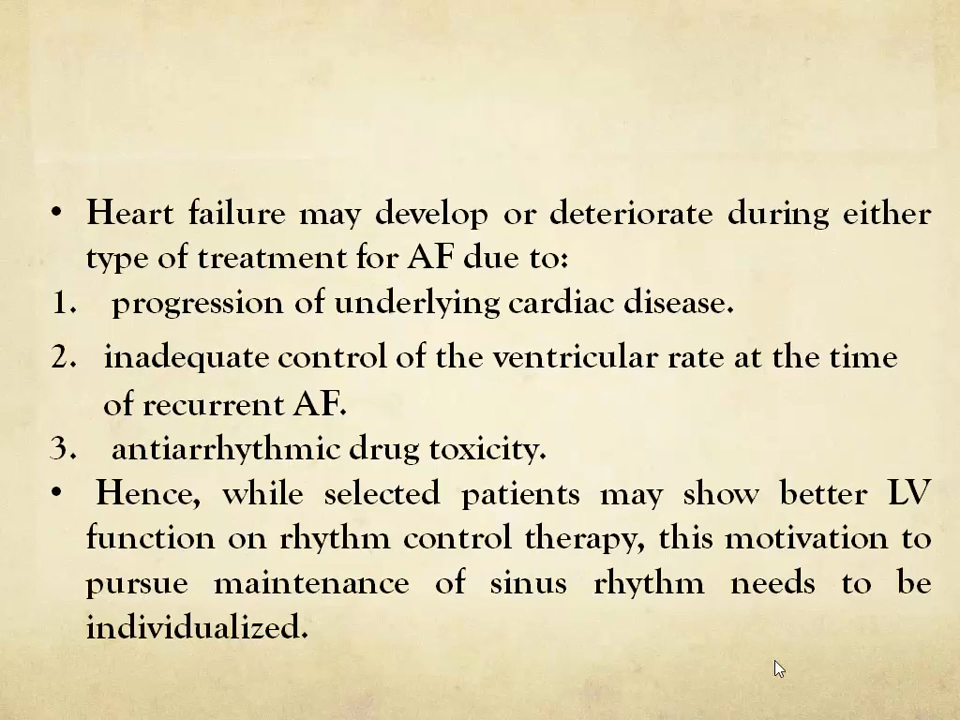 • Heart failure may develop or deteriorate during either
type of treatment for AF due to:
1. progression of underlying cardiac disease.
2. inadequate control of the ventricular rate at the time
of recurrent AF.
3. antiarrhythmic drug toxicity.
• Hence, while selected patients may show better LV
function on rhythm control therapy, this motivation to
pursue maintenance of sinus rhythm needs to be
individualized.